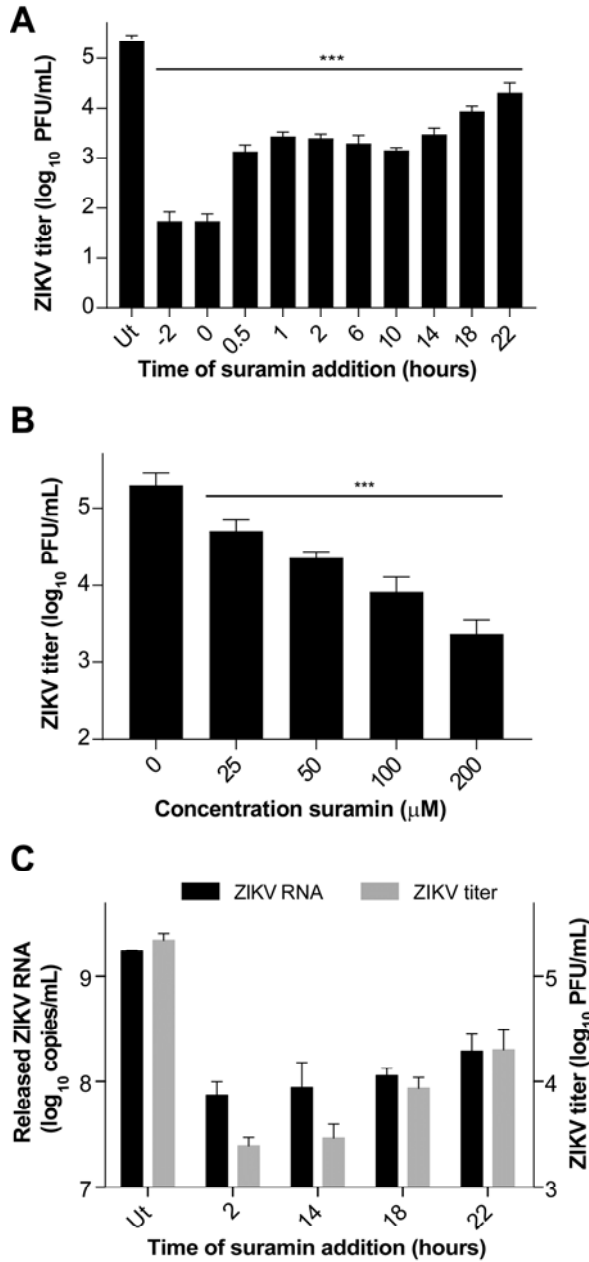 A
ZIKV titer (log10 PFU/mL)
5
4
3
2
1
0
***
Ut
-2
0
0.5
1
2
6
10
14
18
22
Time of suramin addition (hours)
B
ZIKV titer (log10 PFU/mL)
5
4
3
2
***
0
25
50
100
200
Concentration suramin (μM)
C
ZIKV RNA
ZIKV titer
Released ZIKV RNA
(log10 copies/mL)
9
8
7
5
4
3
ZIKV titer (log10 PFU/mL)
Ut
2
14
18
22
Time of suramin addition (hours)